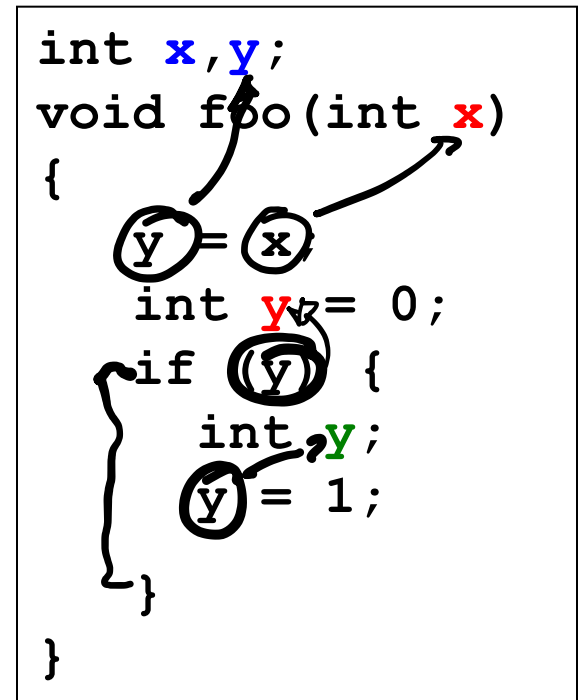 int x,y;
void foo(int x)
{
y = x;
int y = 0;
if (y) {
int y;
y = 1;
}
}